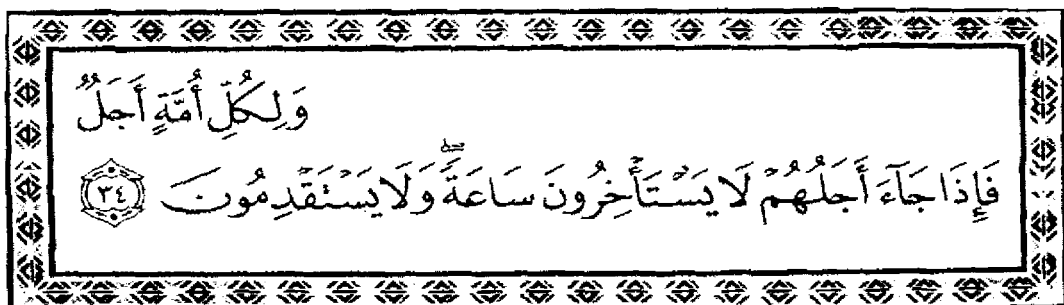 وَلِكُلِّ أُمَّةٍ أَجَلٌ
فَإِذَا جَآءَ أَجَلُهُمْ لَا يَسْتَأْخِرُونَ سَاعَةً ۖ وَلَا يَسْتَقْدِمُونَ ٣٤